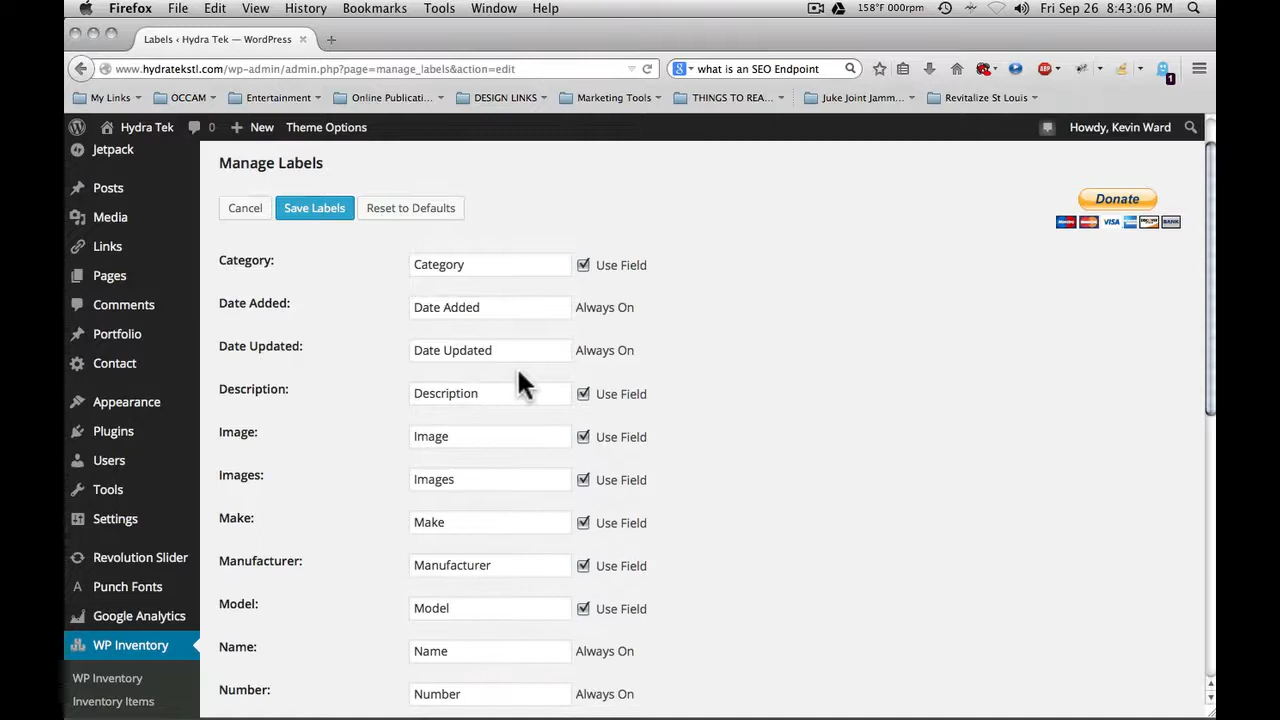 Firefox File Edit View History Bookmarks Tools Window Help 158°F 000rpm Fri Sep 26 8:43:06 PM
Labels ‹ Hydra Tek — WordPress
www.hydratekstl.com/wp-admin/admin.php?page=manage_labels&action=edit what is an SEO Endpoint ABP 1
My Links OCCAM Entertainment Online Publicati... DESIGN LINKS Marketing Tools THINGS TO REA... Juke Joint Jamm... Revitalize St Louis
Hydra Tek 0 New Theme Options Howdy, Kevin Ward
Jetpack
Posts
Media
Links
Pages
Comments
Portfolio
Contact
Appearance
Plugins
Users
Tools
Settings
Revolution Slider
Punch Fonts
Google Analytics
WP Inventory
WP Inventory
Inventory Items
Manage Labels
Cancel Save Labels Reset to Defaults
Donate
VISA BANK
Category: Category Use Field
Date Added: Date Added Always On
Date Updated: Date Updated Always On
Description: Description Use Field
Image: Image Use Field
Images: Images Use Field
Make: Make Use Field
Manufacturer: Manufacturer Use Field
Model: Model Use Field
Name: Name Always On
Number: Number Always On